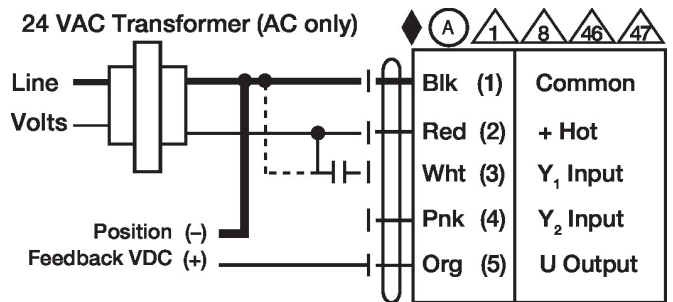 24 VAC Transformer (AC only)
A 1 8 46 47
Line
Volts
Blk (1) Common
Red (2) + Hot
Wht (3) Y₁ Input
Pnk (4) Y₂ Input
Position (–)
Feedback VDC (+)
Org (5) U Output